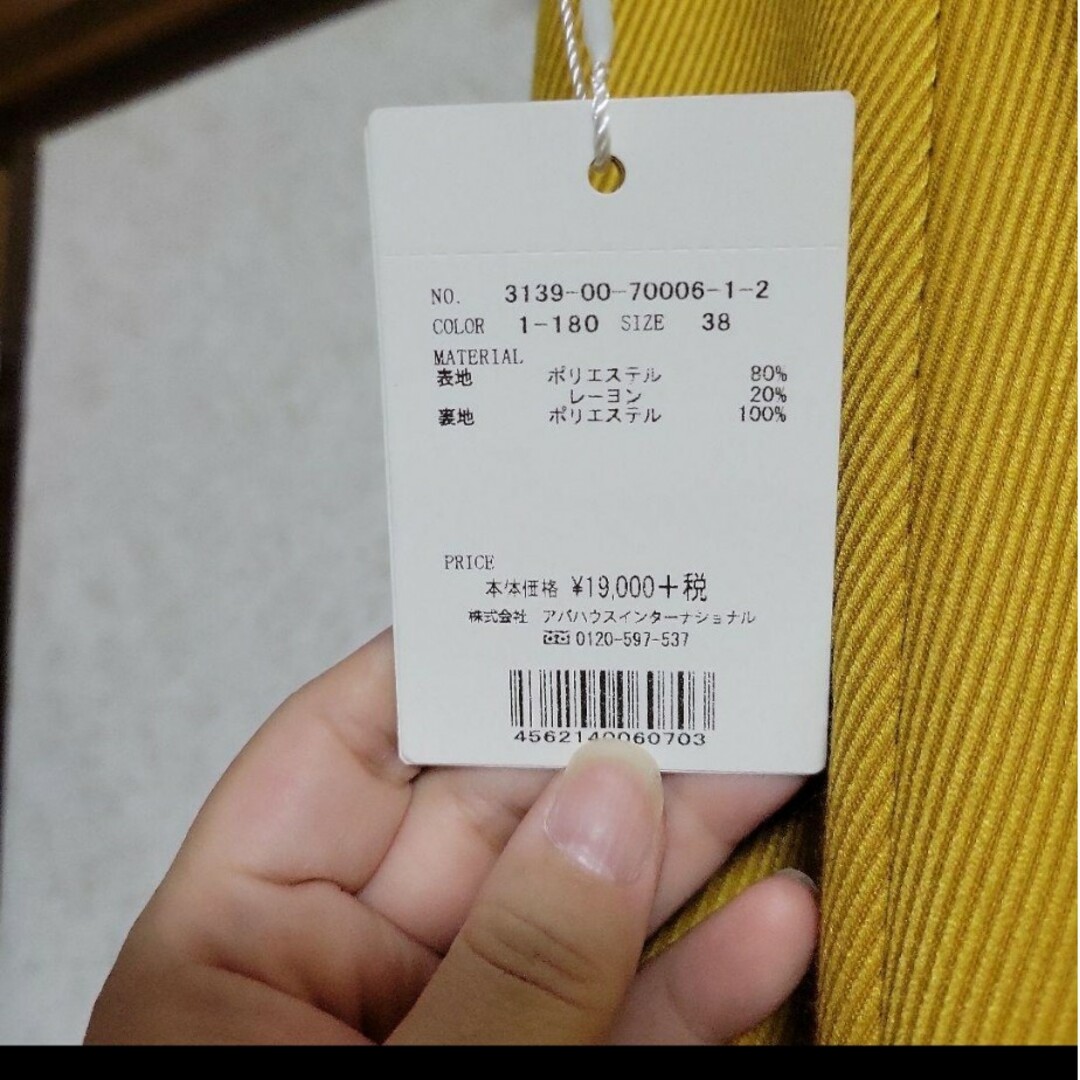 NO. 3139-00-70006-1-2
COLOR 1-180 SIZE 38
MATERIAL
表地 ポリエステル 80%
レーヨン 20%
裏地 ポリエステル 100%
PRICE
本体価格 ¥19,000+税
株式会社 アバハウスインターナショナル
0120-597-537
4562140060703